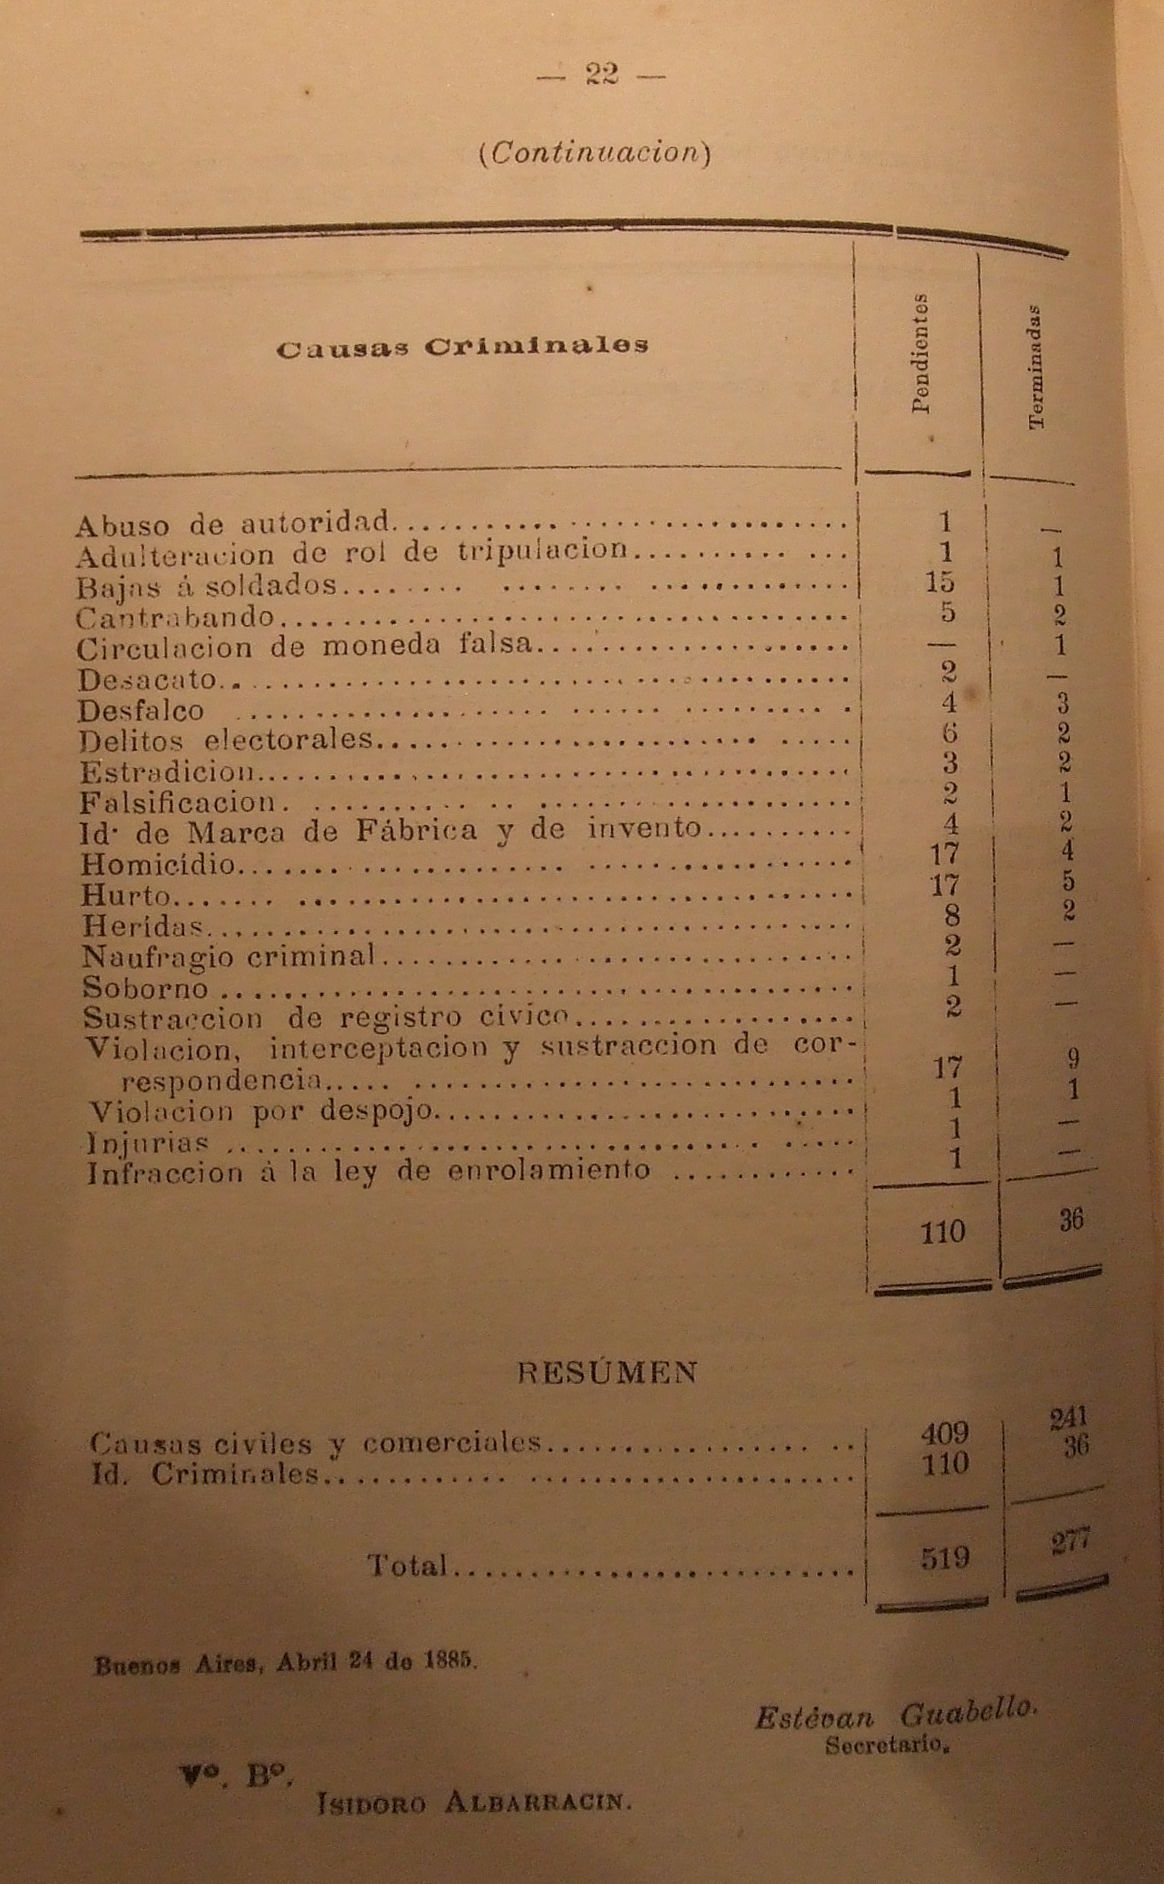 — 22 —
(Continuacion)
Causas Criminales Pendientes Terminadas
Abuso de autoridad 1 —
Adulteracion de rol de tripulacion 1 1
Bajas á soldados 15 1
Cantrabando 5 2
Circulacion de moneda falsa — 1
Desacato 2 —
Desfalco 4 3
Delitos electorales 6 2
Estradicion 3 2
Falsificacion 2 1
Id· de Marca de Fábrica y de invento 4 2
Homicidio 17 4
Hurto 17 5
Heridas 8 2
Naufragio criminal 2 —
Soborno 1 —
Sustraccion de registro cívico 2 —
Violacion, interceptacion y sustraccion de cor-
respondencia 17 9
Violacion por despojo 1 1
Injurias 1 —
Infraccion á la ley de enrolamiento 1 —
110 36
RESÚMEN
Causas civiles y comerciales 409 241
Id. Criminales 110 36
Total 519 277
Buenos Aires, Abril 24 de 1885.
Estévan Guabello.
Secretario.
Vº. Bº.
ISIDORO ALBARRACIN.